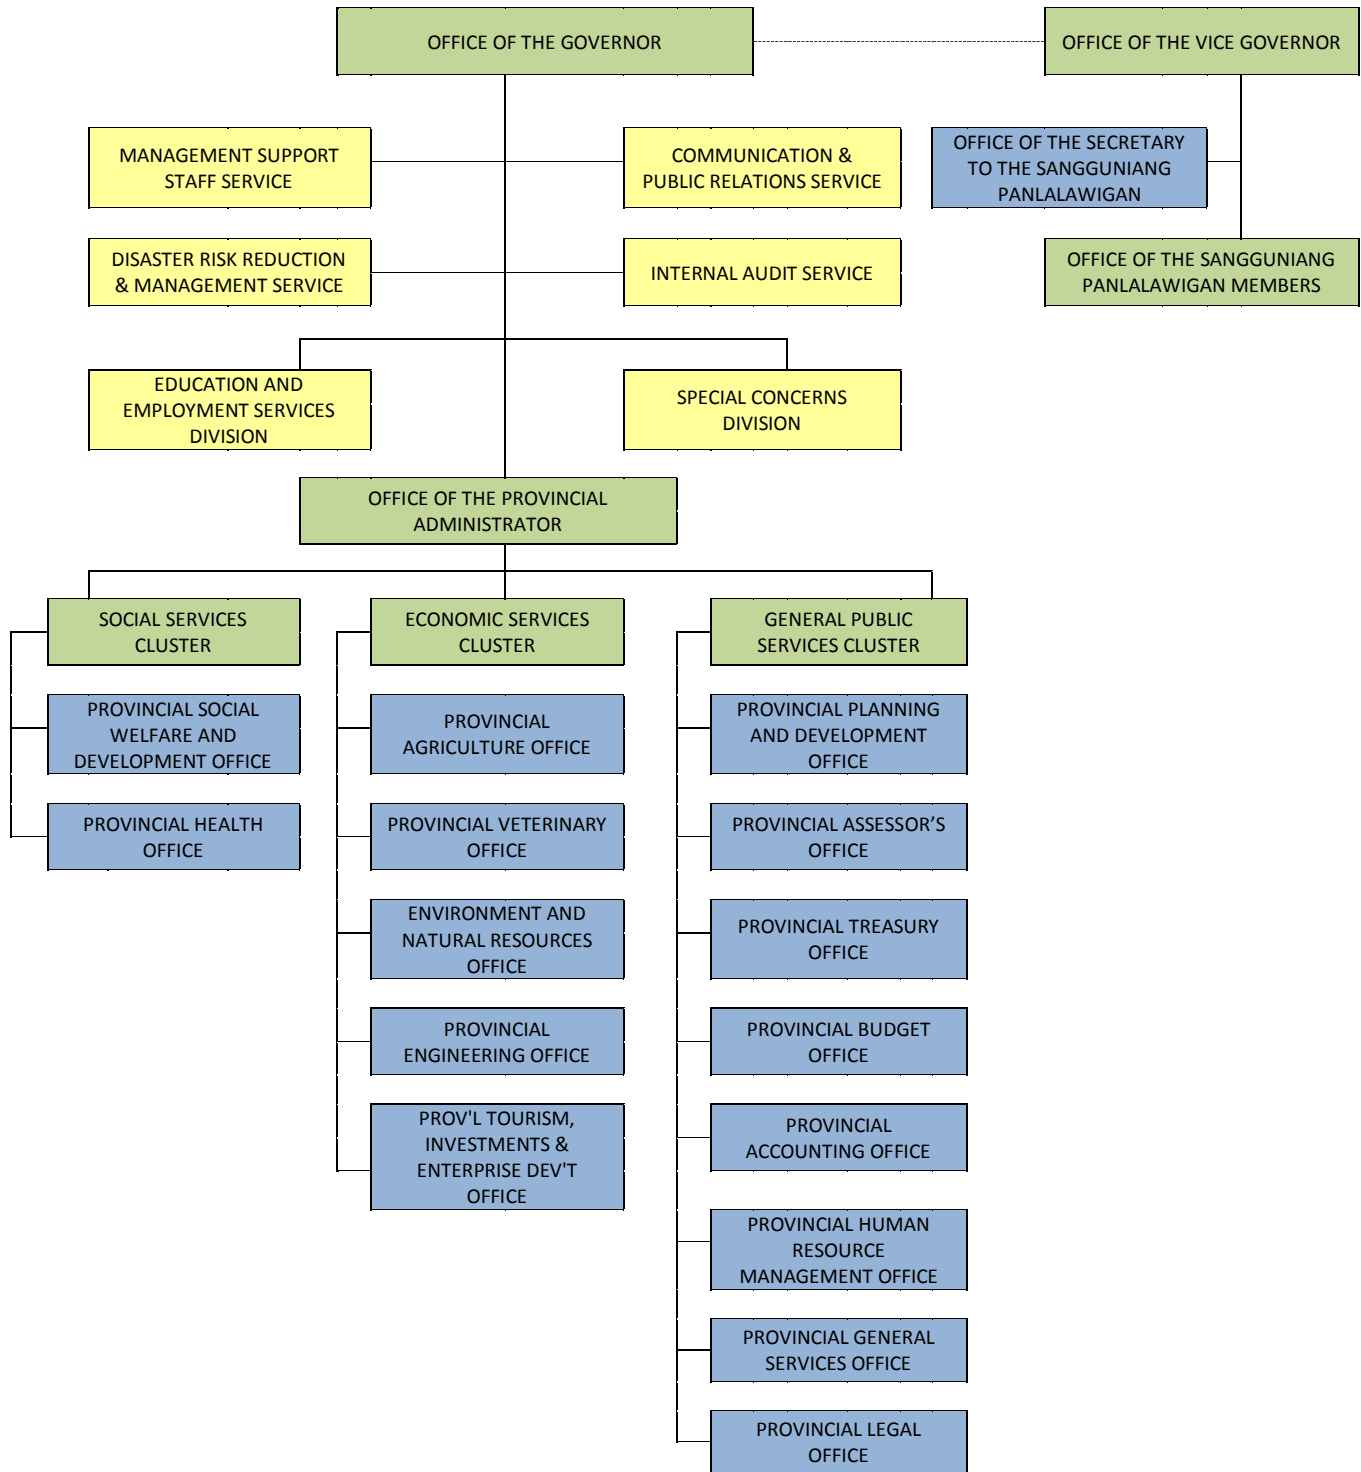 OFFICE OF THE GOVERNOR
OFFICE OF THE VICE GOVERNOR
MANAGEMENT SUPPORT
STAFF SERVICE
COMMUNICATION &
PUBLIC RELATIONS SERVICE
OFFICE OF THE SECRETARY
TO THE SANGGUNIANG
PANLALAWIGAN
DISASTER RISK REDUCTION
& MANAGEMENT SERVICE
INTERNAL AUDIT SERVICE
OFFICE OF THE SANGGUNIANG
PANLALAWIGAN MEMBERS
EDUCATION AND
EMPLOYMENT SERVICES
DIVISION
SPECIAL CONCERNS
DIVISION
OFFICE OF THE PROVINCIAL
ADMINISTRATOR
SOCIAL SERVICES
CLUSTER
PROVINCIAL SOCIAL
WELFARE AND
DEVELOPMENT OFFICE
PROVINCIAL HEALTH
OFFICE
ECONOMIC SERVICES
CLUSTER
PROVINCIAL
AGRICULTURE OFFICE
PROVINCIAL VETERINARY
OFFICE
ENVIRONMENT AND
NATURAL RESOURCES
OFFICE
PROVINCIAL
ENGINEERING OFFICE
PROV'L TOURISM,
INVESTMENTS &
ENTERPRISE DEV'T
OFFICE
GENERAL PUBLIC
SERVICES CLUSTER
PROVINCIAL PLANNING
AND DEVELOPMENT
OFFICE
PROVINCIAL ASSESSOR’S
OFFICE
PROVINCIAL TREASURY
OFFICE
PROVINCIAL BUDGET
OFFICE
PROVINCIAL
ACCOUNTING OFFICE
PROVINCIAL HUMAN
RESOURCE
MANAGEMENT OFFICE
PROVINCIAL GENERAL
SERVICES OFFICE
PROVINCIAL LEGAL
OFFICE